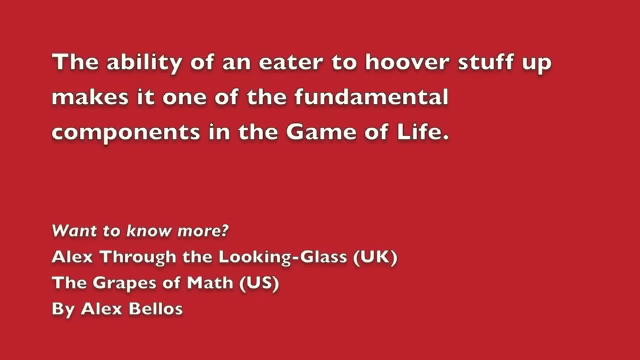 The ability of an eater to hoover stuff up
makes it one of the fundamental
components in the Game of Life.
Want to know more?
Alex Through the Looking-Glass (UK)
The Grapes of Math (US)
By Alex Bellos